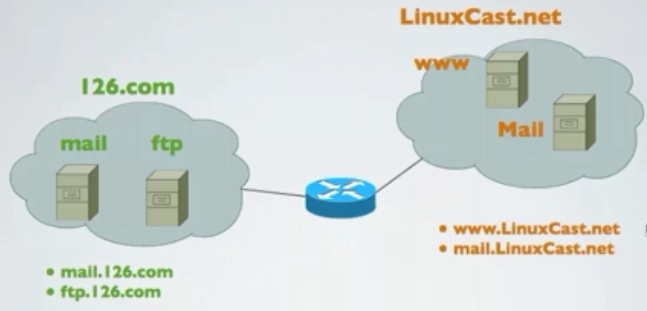 LinuxCast.net
www
Mail
126.com
mail ftp
• www.LinuxCast.net
• mail.LinuxCast.net
• mail.126.com
• ftp.126.com